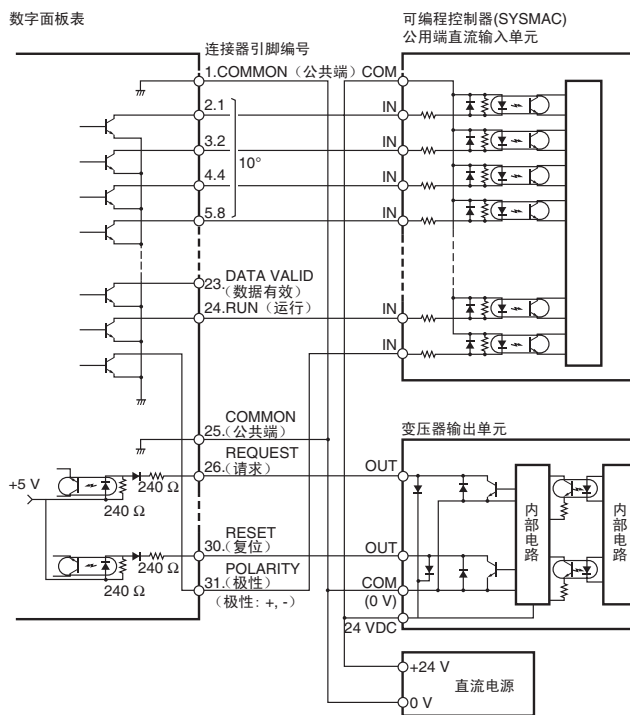 数字面板表
可编程控制器(SYSMAC)
公用端直流输入单元
连接器引脚编号
1.COMMON（公共端）
COM
2.1
IN
3.2
IN
10°
4.4
IN
5.8
IN
DATA VALID
23.（数据有效）
24.RUN（运行）
IN
IN
COMMON
25.（公共端）
变压器输出单元
REQUEST
26.（请求）
OUT
+5 V
240 Ω
240 Ω
内部电路
内部电路
RESET
30.（复位）
OUT
240 Ω
240 Ω
POLARITY
31.（极性）
（极性: +, -）
COM
(0 V)
24 VDC
+24 V
直流电源
0 V